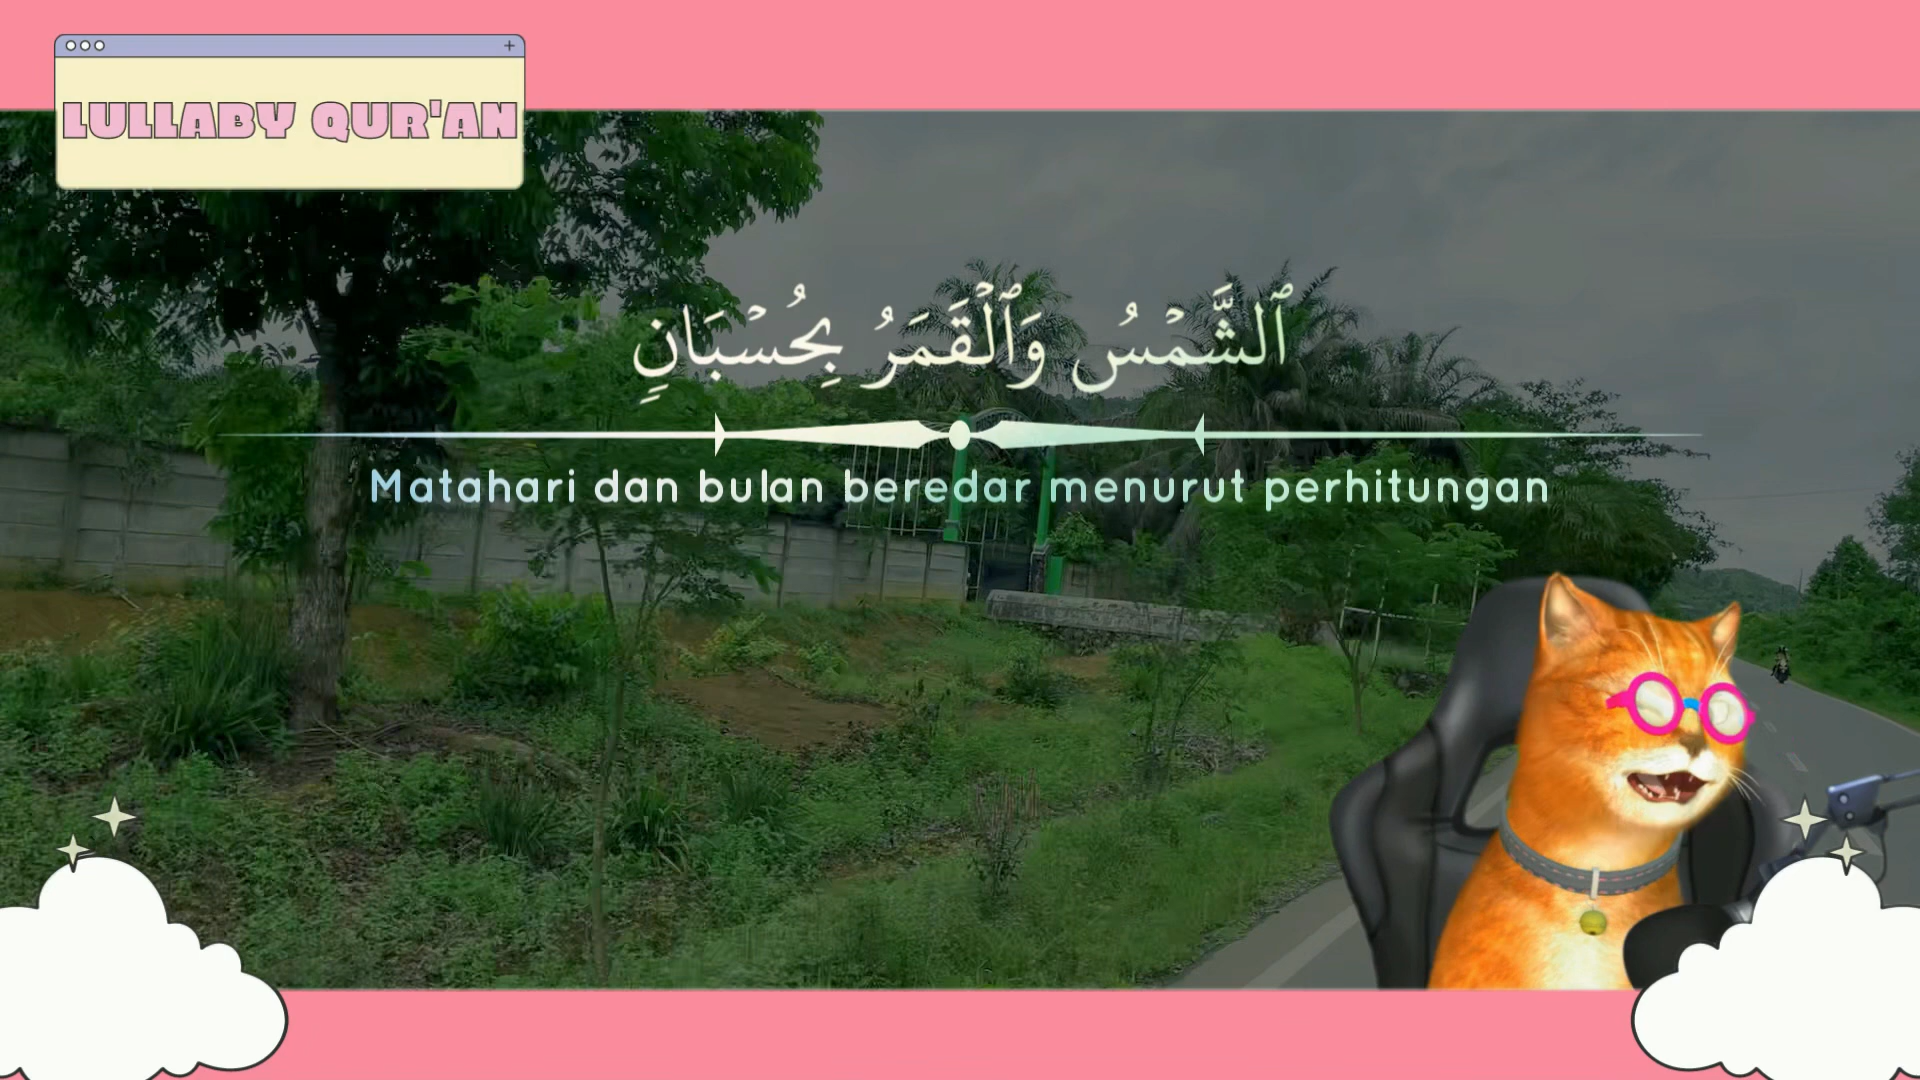 LULLABY QUR'AN
ٱلشَّمْسُ وَٱلْقَمَرُ بِحُسْبَانٍ
Matahari dan bulan beredar menurut perhitungan